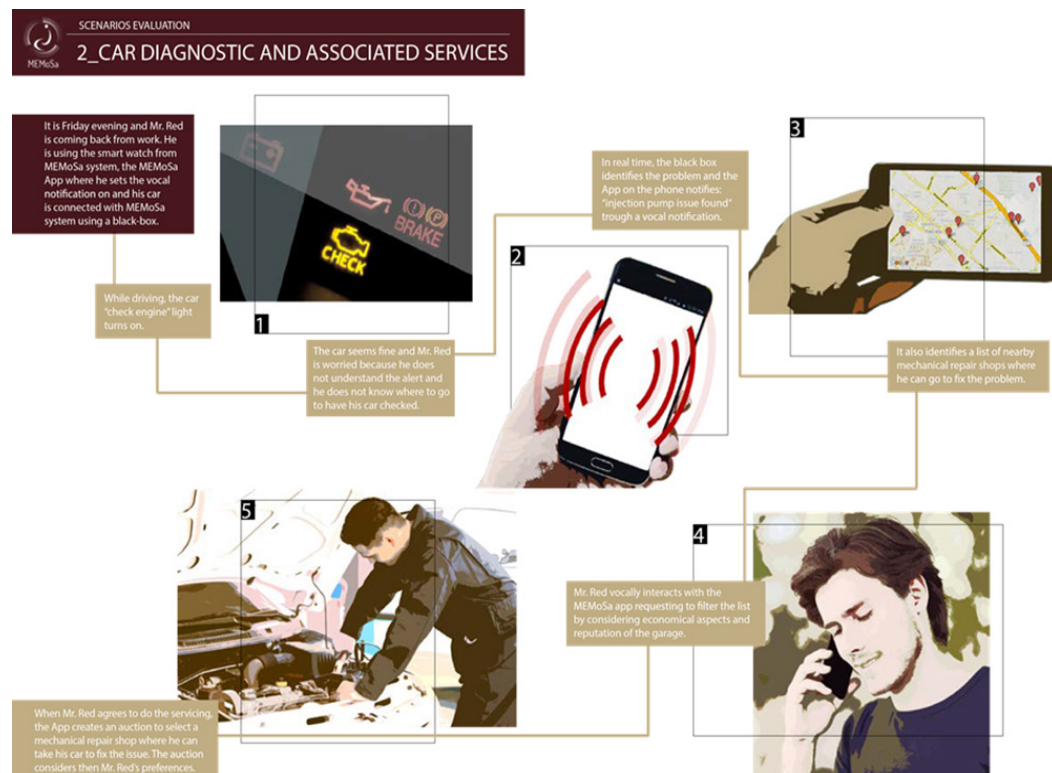 MEMoSa
SCENARIOS EVALUATION
2_CAR DIAGNOSTIC AND ASSOCIATED SERVICES
It is Friday evening and Mr. Red
is coming back from work. He
is using the smart watch from
MEMoSa system, the MEMoSa
App where he sets the vocal
notification on and his car
is connected with MEMoSa
system using a black-box.
While driving, the car
"check engine" light
turns on.
BRAKE
CHECK
1
The car seems fine and Mr. Red
is worried because he does
not understand the alert and
he does not know where to go
to have his car checked.
In real time, the black box
identifies the problem and the
App on the phone notifies:
"injection pump issue found"
trough a vocal notification.
2
3
It also identifies a list of nearby
mechanical repair shops where
he can go to fix the problem.
4
Mr. Red vocally interacts with the
MEMoSa app requesting to filter the list
by considering economical aspects and
reputation of the garage.
5
When Mr. Red agrees to do the servicing,
the App creates an auction to select a
mechanical repair shop where he can
take his car to fix the issue. The auction
considers then Mr. Red's preferences.